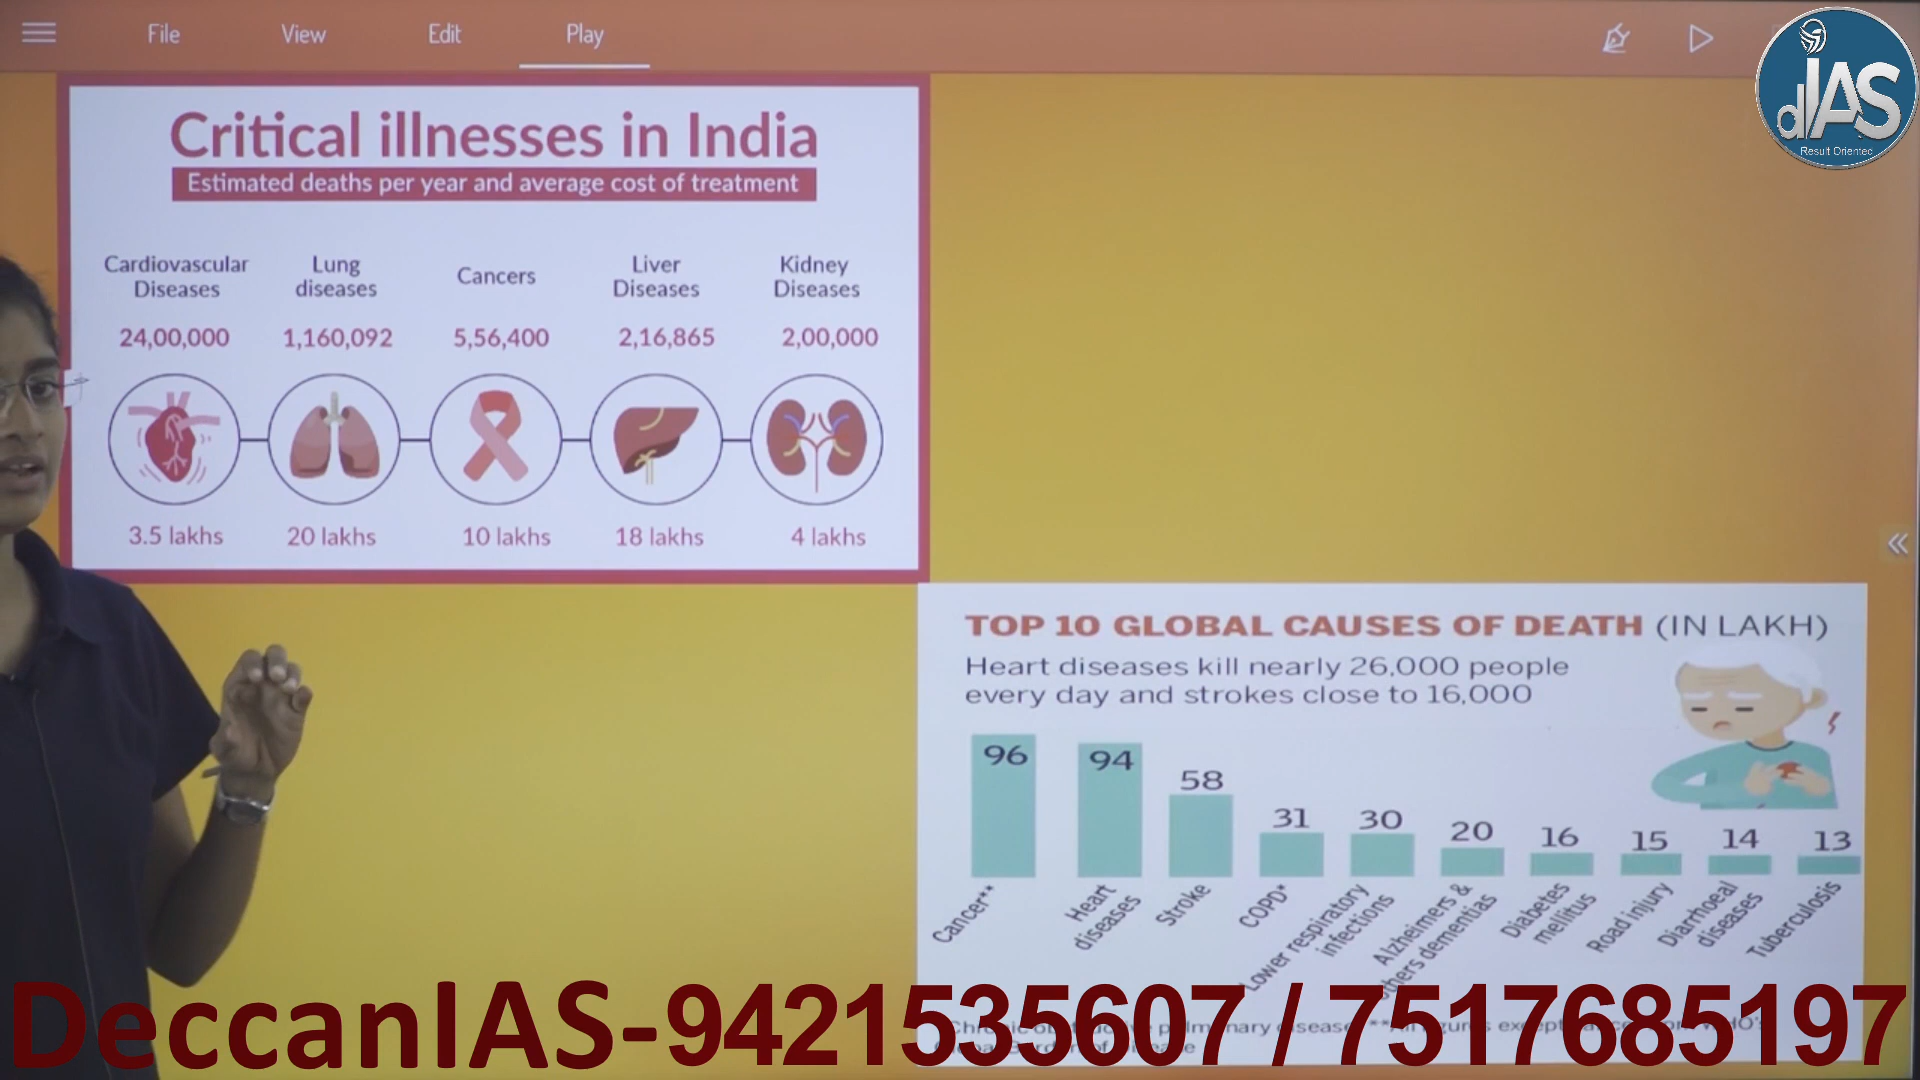 File
View
Edit
Play
dIAS
Result Oriented
Critical illnesses in India
Estimated deaths per year and average cost of treatment
Cardiovascular
Diseases
Lung
diseases
Cancers
Liver
Diseases
Kidney
Diseases
24,00,000
1,160,092
5,56,400
2,16,865
2,00,000
3.5 lakhs
20 lakhs
10 lakhs
18 lakhs
4 lakhs
TOP 10 GLOBAL CAUSES OF DEATH (IN LAKH)
Heart diseases kill nearly 26,000 people
every day and strokes close to 16,000
96
94
58
31
30
20
16
15
14
13
Cancer**
Heart
diseases
Stroke
COPD*
Lower respiratory
infections
Alzheimers &
others dementias
Diabetes
mellitus
Road injury
Diarrhoeal
diseases
Tuberculosis
DeccanIAS-9421535607 / 7517685197